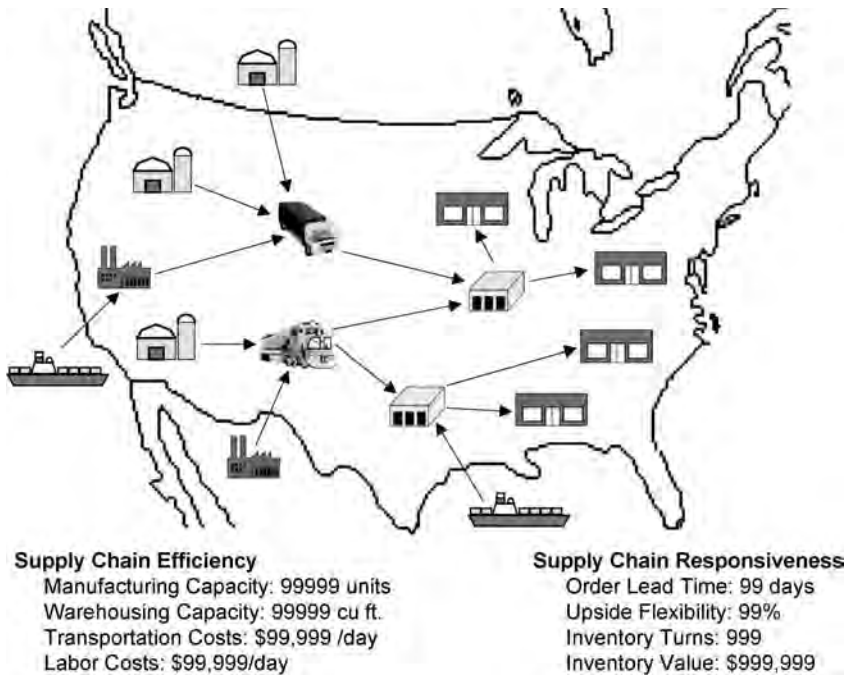 Supply Chain Efficiency
Manufacturing Capacity: 99999 units
Warehousing Capacity: 99999 cu ft.
Transportation Costs: $99,999 /day
Labor Costs: $99,999/day
Supply Chain Responsiveness
Order Lead Time: 99 days
Upside Flexibility: 99%
Inventory Turns: 999
Inventory Value: $999,999